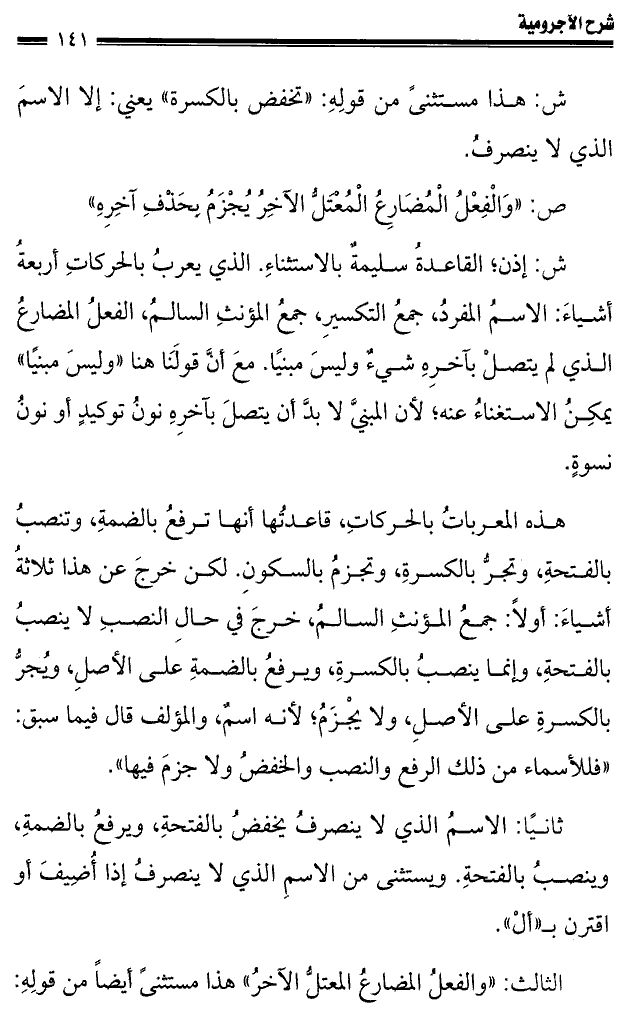 شرح الآجرومية
١٤١
ش: هذا مستثنىً من قولِهِ: «تخفض بالكسرة» يعني: إلا الاسمَ
الذي لا ينصرفُ.
ص: «وَالْفِعْلُ الْمُضَارِعُ الْمُعْتَلُّ الآخِرُ يُجْزَمُ بِحَذْفِ آخِرِهِ»
ش: إذن؛ القاعدةُ سليمةٌ بالاستثناءِ. الذي يعربُ بالحركاتِ أربعةُ
أشياءَ: الاسمُ المفردُ، جمعُ التكسيرِ، جمعُ المؤنثِ السالمُ، الفعلُ المضارعُ
الذي لم يتصلْ بآخرِهِ شيءٌ وليسَ مبنيًا. معَ أنَّ قولَنَا هنا «وليسَ مبنيًا»
يمكِنُ الاستغناءُ عنه؛ لأن المبنيَّ لا بدَّ أن يتصلَ بآخرِهِ نونُ توكيدٍ أو نونُ
نسوةٍ.
هذه المعرباتُ بالحركاتِ، قاعدتُها أنها ترفعُ بالضمةِ، وتنصبُ
بالفتحةِ، وتجرُّ بالكسرةِ، وتجزمُ بالسكونِ. لكن خرجَ عن هذا ثلاثةُ
أشياءَ: أولاً: جمعُ المؤنثِ السالمُ، خرجَ في حالِ النصبِ لا ينصبُ
بالفتحةِ، وإنما ينصبُ بالكسرةِ، ويرفعُ بالضمةِ على الأصلِ، ويُجرُّ
بالكسرةِ على الأصلِ، ولا يجْزمُ؛ لأنه اسمٌ، والمؤلف قال فيما سبق:
«فللأسماء من ذلك الرفع والنصب والخفضُ ولا جزمَ فيها».
ثانيًا: الاسمُ الذي لا ينصرفُ يخفضُ بالفتحةِ، ويرفعُ بالضمةِ،
وينصبُ بالفتحةِ. ويستثنى من الاسمِ الذي لا ينصرفُ إذا أُضِيفَ أو
اقترن بـ«ألْ».
الثالث: «والفعلُ المضارعُ المعتلُّ الآخرُ» هذا مستثنىً أيضاً من قولِهِ: